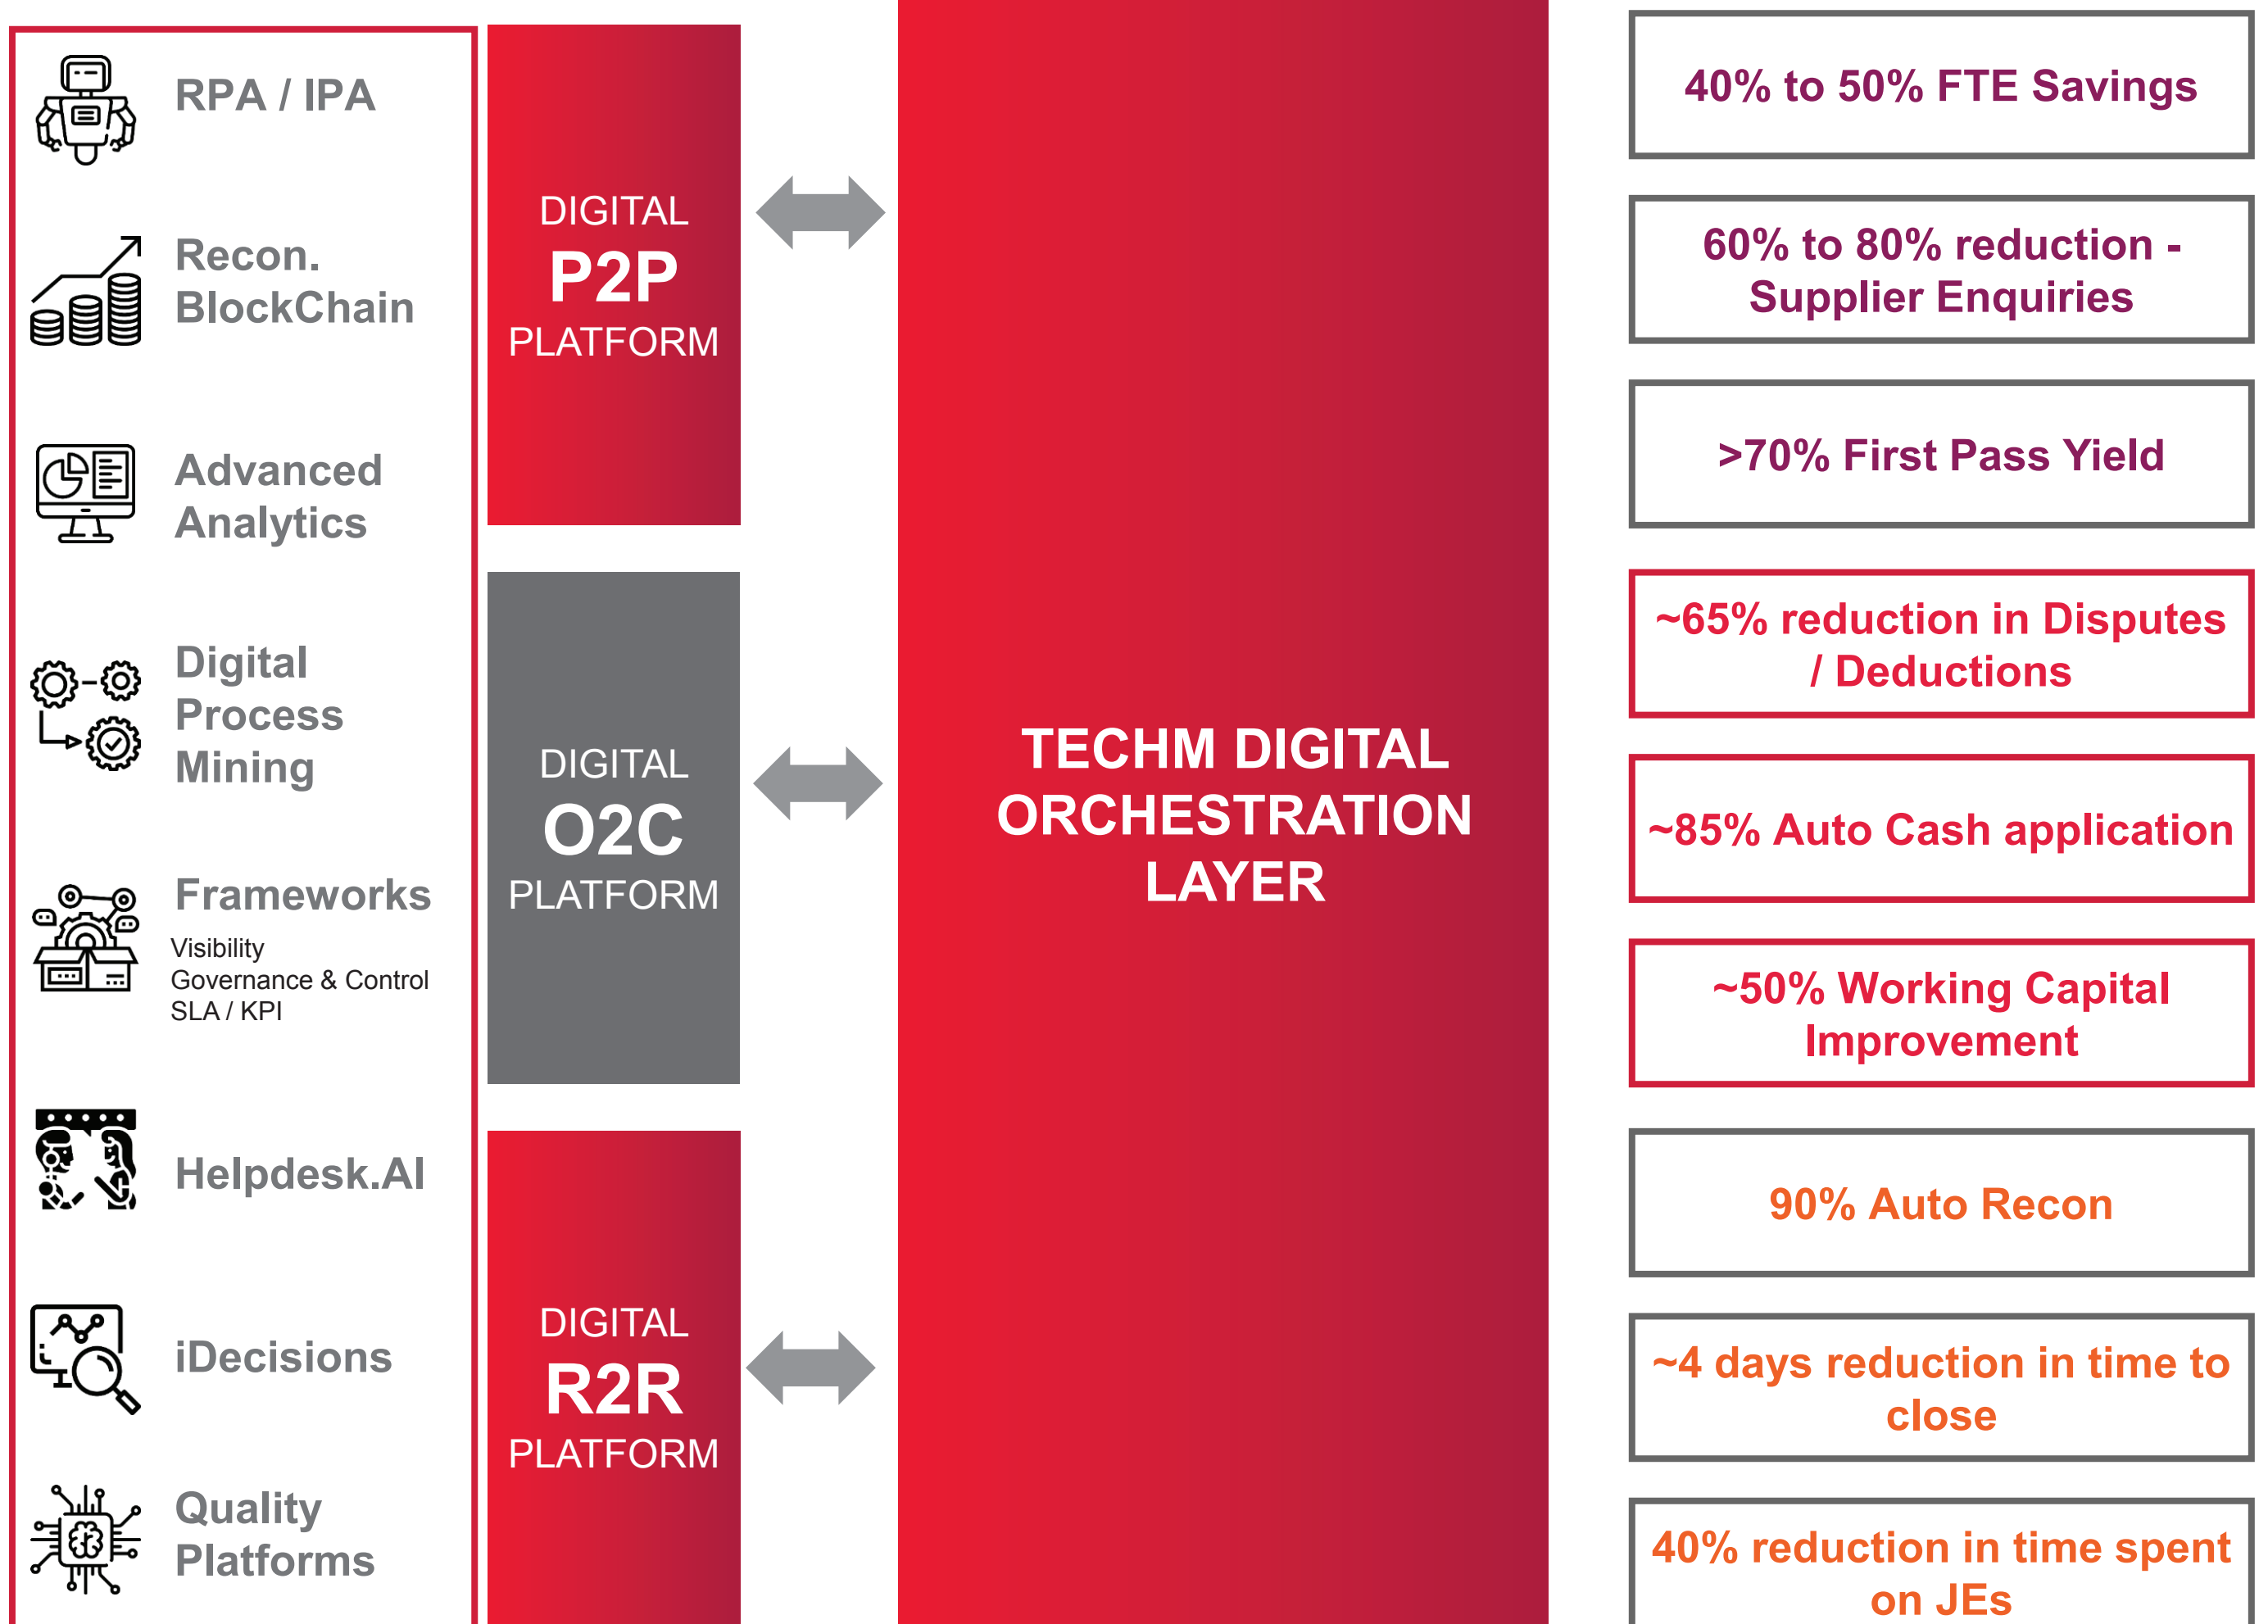 RPA / IPA
Recon.
BlockChain
Advanced
Analytics
Digital
Process
Mining
Frameworks
Visibility
Governance & Control
SLA / KPI
Helpdesk.AI
iDecisions
Quality
Platforms
DIGITAL
P2P
PLATFORM
DIGITAL
O2C
PLATFORM
DIGITAL
R2R
PLATFORM
TECHM DIGITAL
ORCHESTRATION
LAYER
40% to 50% FTE Savings
60% to 80% reduction -
Supplier Enquiries
>70% First Pass Yield
~65% reduction in Disputes
/ Deductions
~85% Auto Cash application
~50% Working Capital
Improvement
90% Auto Recon
~4 days reduction in time to
close
40% reduction in time spent
on JEs